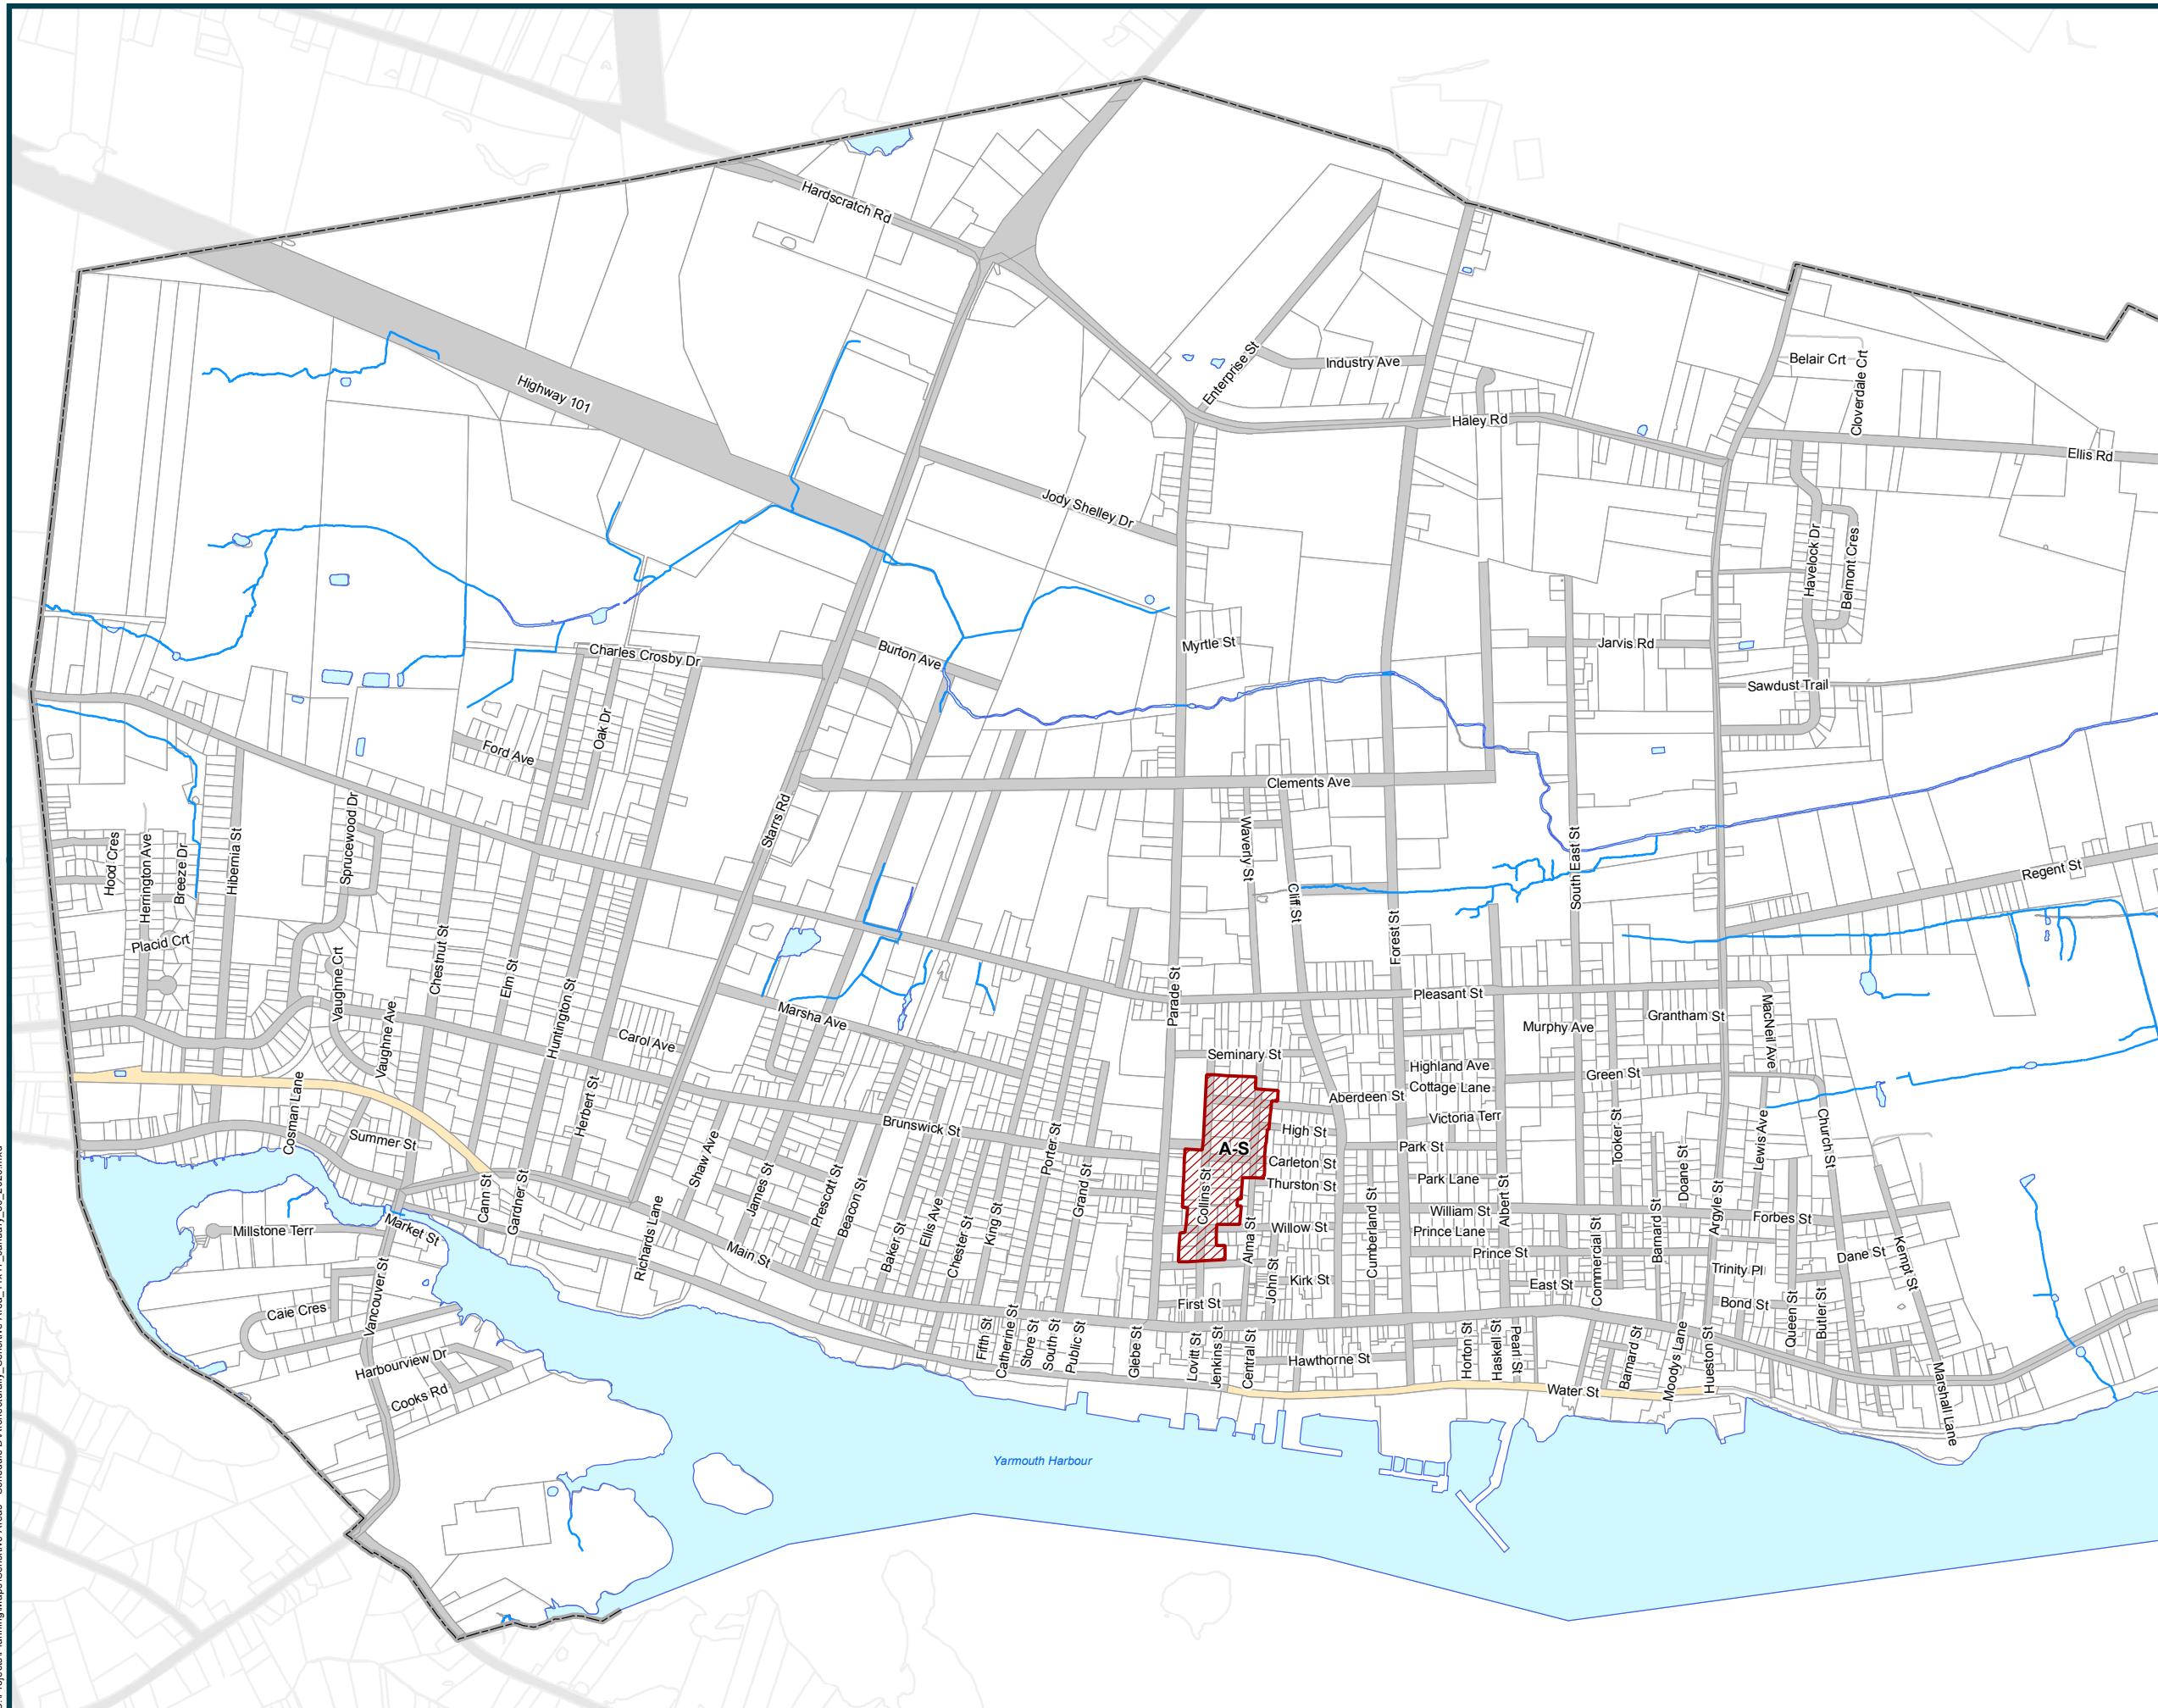 Hardscratch Rd
Highway 101
Enterprise St
Industry Ave
Belair Crt
Cloverdale Crt
Haley Rd
Ellis Rd
Jody Shelley Dr
Havelock Dr
Belmont Cres
Myrtle St
Jarvis Rd
Burton Ave
Charles Crosby Dr
Sawdust Trail
Oak Dr
Ford Ave
Clements Ave
Starrs Rd
Waverly St
Sprucewood Dr
Hood Cres
Herrington Ave
Breeze Dr
Hibernia St
South East St
Regent St
Cliff St
Forest St
Placid Crt
Chestnut St
Vaughne Crt
Elm St
Parade St
Pleasant St
Huntington St
Vaughne Ave
Marsha Ave
Carol Ave
Murphy Ave
Grantham St
MacNeil Ave
Seminary St
Highland Ave
Cottage Lane
Green St
Aberdeen St
Herbert St
Cosman Lane
Summer St
Brunswick St
Victoria Terr
High St
A-S
Park St
Tooker St
Lewis Ave
Church St
Shaw Ave
Porter St
Carleton St
Thurston St
Park Lane
Doane St
Grand St
Collins St
Cann St
Gardner St
James St
Prescott St
Beacon St
Albert St
William St
Forbes St
Argyle St
Millstone Terr
Market St
Richards Lane
Main St
Baker St
Ellis Ave
Chester St
King St
Alma St
Willow St
Cumberland St
Prince Lane
Prince St
Commercial St
Barnard St
Dane St
Kempt St
Trinity Pl
John St
Kirk St
East St
Caie Cres
Vancouver St
First St
Bond St
Queen St
Butler St
Harbourview Dr
Cooks Rd
Fifth St
Catherine St
Store St
South St
Public St
Glebe St
Lovitt St
Jenkins St
Central St
Hawthorne St
Horton St
Haskell St
Pearl St
Water St
Barnard St
Moodys Lane
Hueston St
Marshall Lane
Yarmouth Harbour